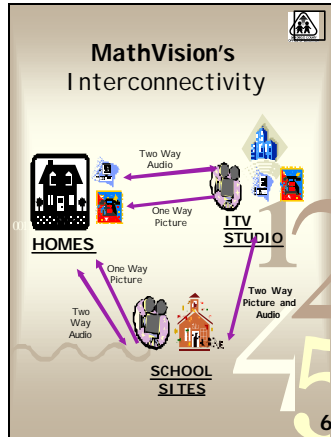 MathVision's
Interconnectivity
Two Way
Audio
One Way
Picture
HOMES
ITV
STUDIO
One Way
Picture
Two
Way
Audio
Two Way
Picture and
Audio
SCHOOL
SITES
6